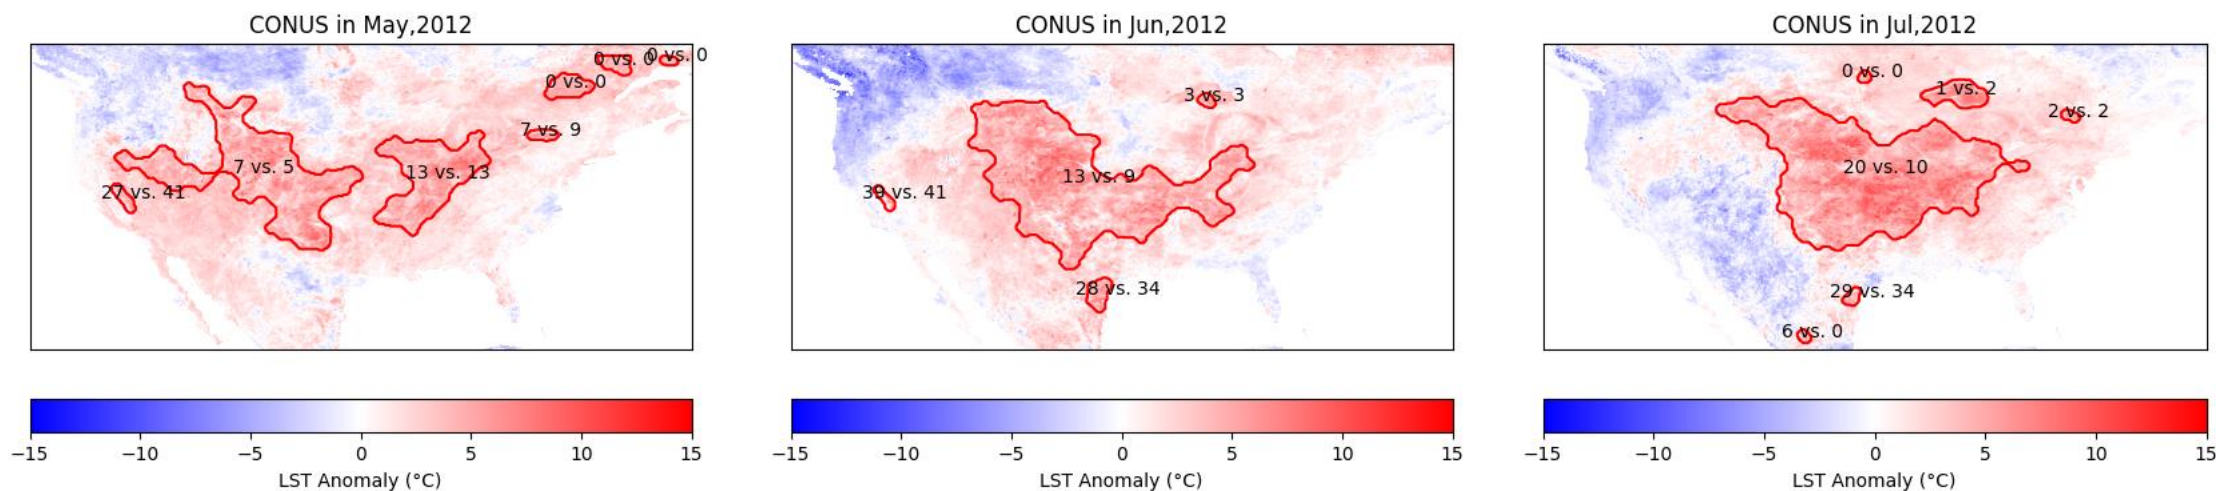 CONUS in May,2012
0 vs. 0
0 vs. 0
0 vs. 0
7 vs. 9
7 vs. 5
13 vs. 13
27 vs. 41
−15 −10 −5 0 5 10 15
LST Anomaly (°C)
CONUS in Jun,2012
3 vs. 3
13 vs. 9
39 vs. 41
28 vs. 34
−15 −10 −5 0 5 10 15
LST Anomaly (°C)
CONUS in Jul,2012
0 vs. 0
1 vs. 2
2 vs. 2
20 vs. 10
29 vs. 34
6 vs. 0
−15 −10 −5 0 5 10 15
LST Anomaly (°C)